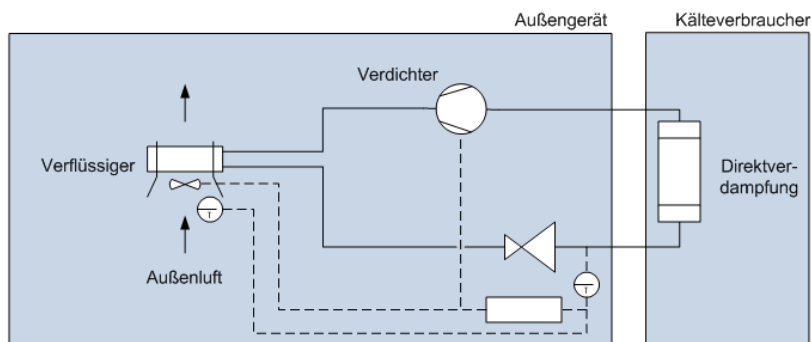 Außengerät
Kälteverbraucher
Verdichter
Verflüssiger
Direktver-
dampfung
T
Außenluft
T